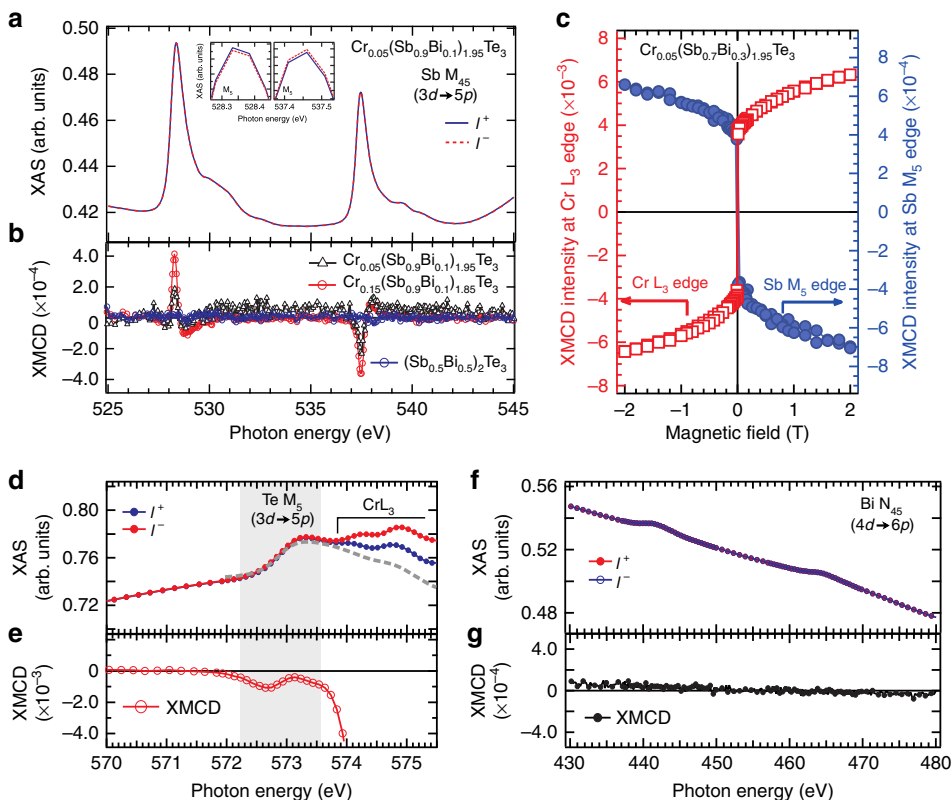 a
0.50
0.48
0.46
0.44
0.42
XAS (arb. units)
Cr0.05(Sb0.9Bi0.1)1.95Te3
Sb M45
(3d→5p)
I+
I−
XAS (arb. units)
M5
528.3 528.4
M5
537.4 537.5
Photon energy (eV)
b
4.0
2.0
0
−2.0
−4.0
XMCD (×10−4)
Cr0.05(Sb0.9Bi0.1)1.95Te3
Cr0.15(Sb0.9Bi0.1)1.85Te3
(Sb0.5Bi0.5)2Te3
525 530 535 540 545
Photon energy (eV)
c
XMCD intensity at Cr L3 edge (×10−3)
8
6
4
2
0
−2
−4
−6
−8
Cr0.05(Sb0.7Bi0.3)1.95Te3
Cr L3 edge
Sb M5 edge
8
6
4
2
0
−2
−4
−6
−8
XMCD intensity at Sb M5 edge (×10−4)
−2 −1 0 1 2
Magnetic field (T)
d
0.80
0.76
0.72
XAS
(arb. units)
I+
I−
Te M5
(3d→5p)
CrL3
e
0
−2
−4
XMCD
(×10−3)
XMCD
570 571 572 573 574 575
Photon energy (eV)
f
0.56
0.52
0.48
XAS
(arb. units)
Bi N45
(4d→6p)
I+
I−
g
4.0
0
−4.0
XMCD
(×10−4)
XMCD
430 440 450 460 470 480
Photon energy (eV)